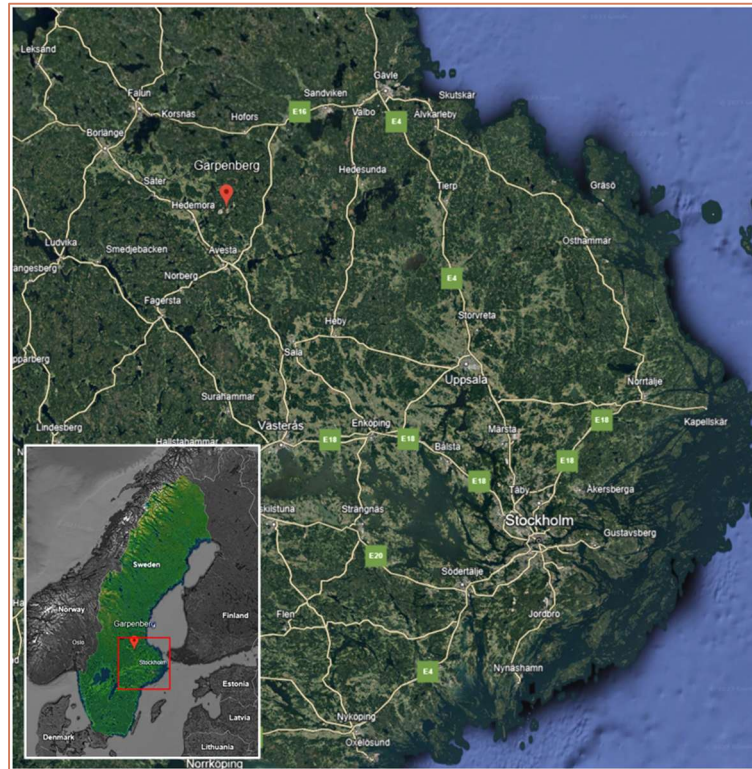 Leksand
Gävle
Sandviken
Skutskär
Falun
Korsnäs
Hofors
E16
Valbo
E4
Älvkarleby
Borlänge
Garpenberg
Hedesunda
Säter
Tierp
Gräsö
Hedemora
Ludvika
Smedjebacken
Avesta
Östhammar
ångesberg
Norberg
E4
Fagersta
Storvreta
Heby
opparberg
Sala
Uppsala
Surahammar
Norrtälje
Lindesberg
Västerås
Enköping
E18
Kapellskär
Hallstahammar
E18
E18
Märsta
Bålsta
E18
E18
Täby
Åkersberga
skilstuna
Strängnäs
Stockholm
Gustavsberg
E20
Södertälje
Flen
Jordbro
Nynäshamn
E4
Nyköping
Oxelösund
Norrköping
Sweden
Norway
Finland
Garpenberg
Oslo
Stockholm
Estonia
Latvia
Denmark
Lithuania